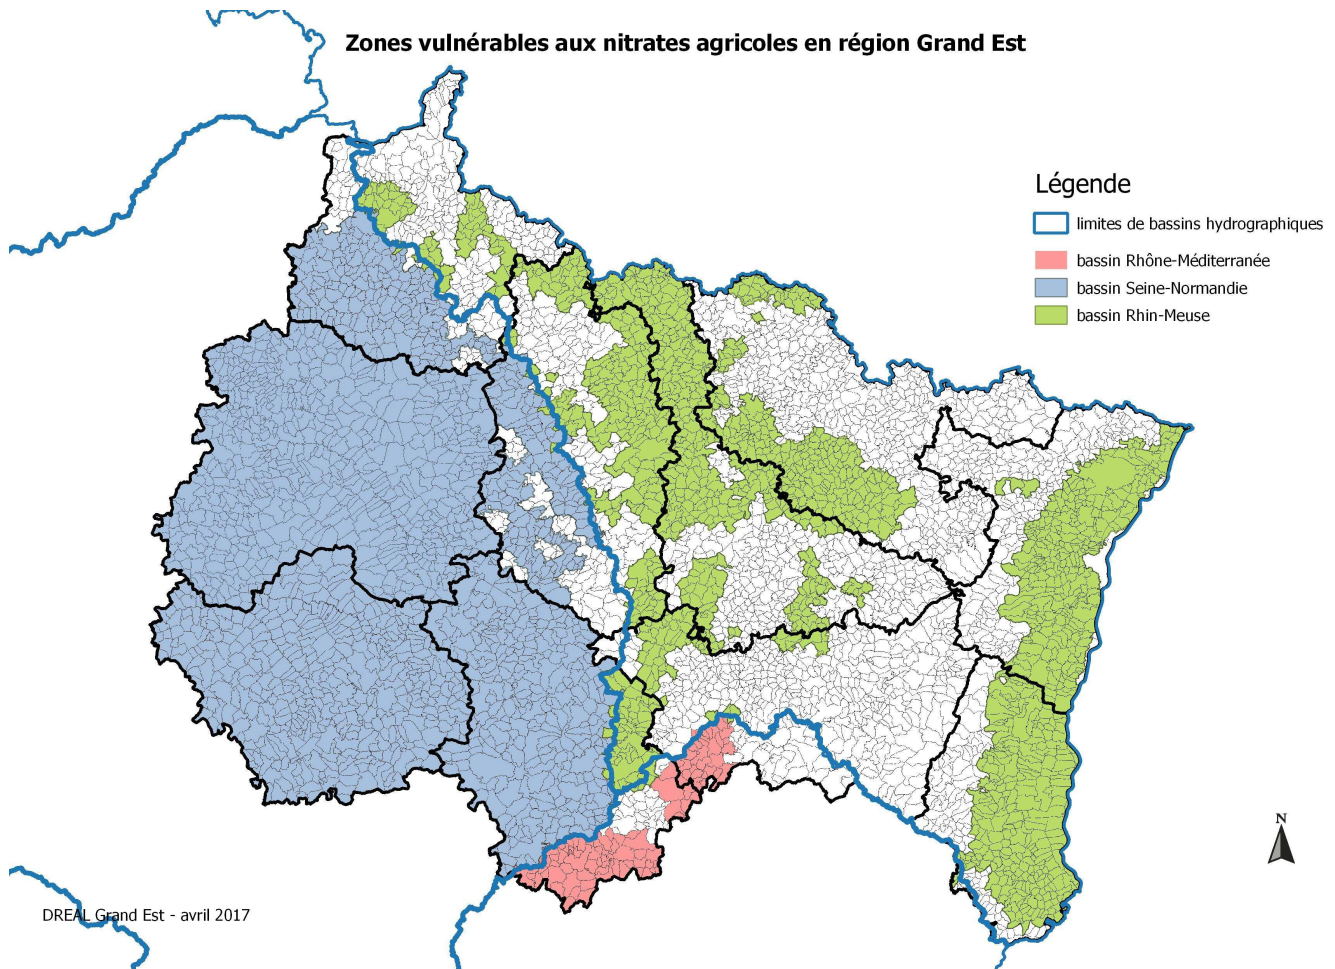 Zones vulnérables aux nitrates agricoles en région Grand Est
Légende
limites de bassins hydrographiques
bassin Rhône-Méditerranée
bassin Seine-Normandie
bassin Rhin-Meuse
N
DREAL Grand Est - avril 2017